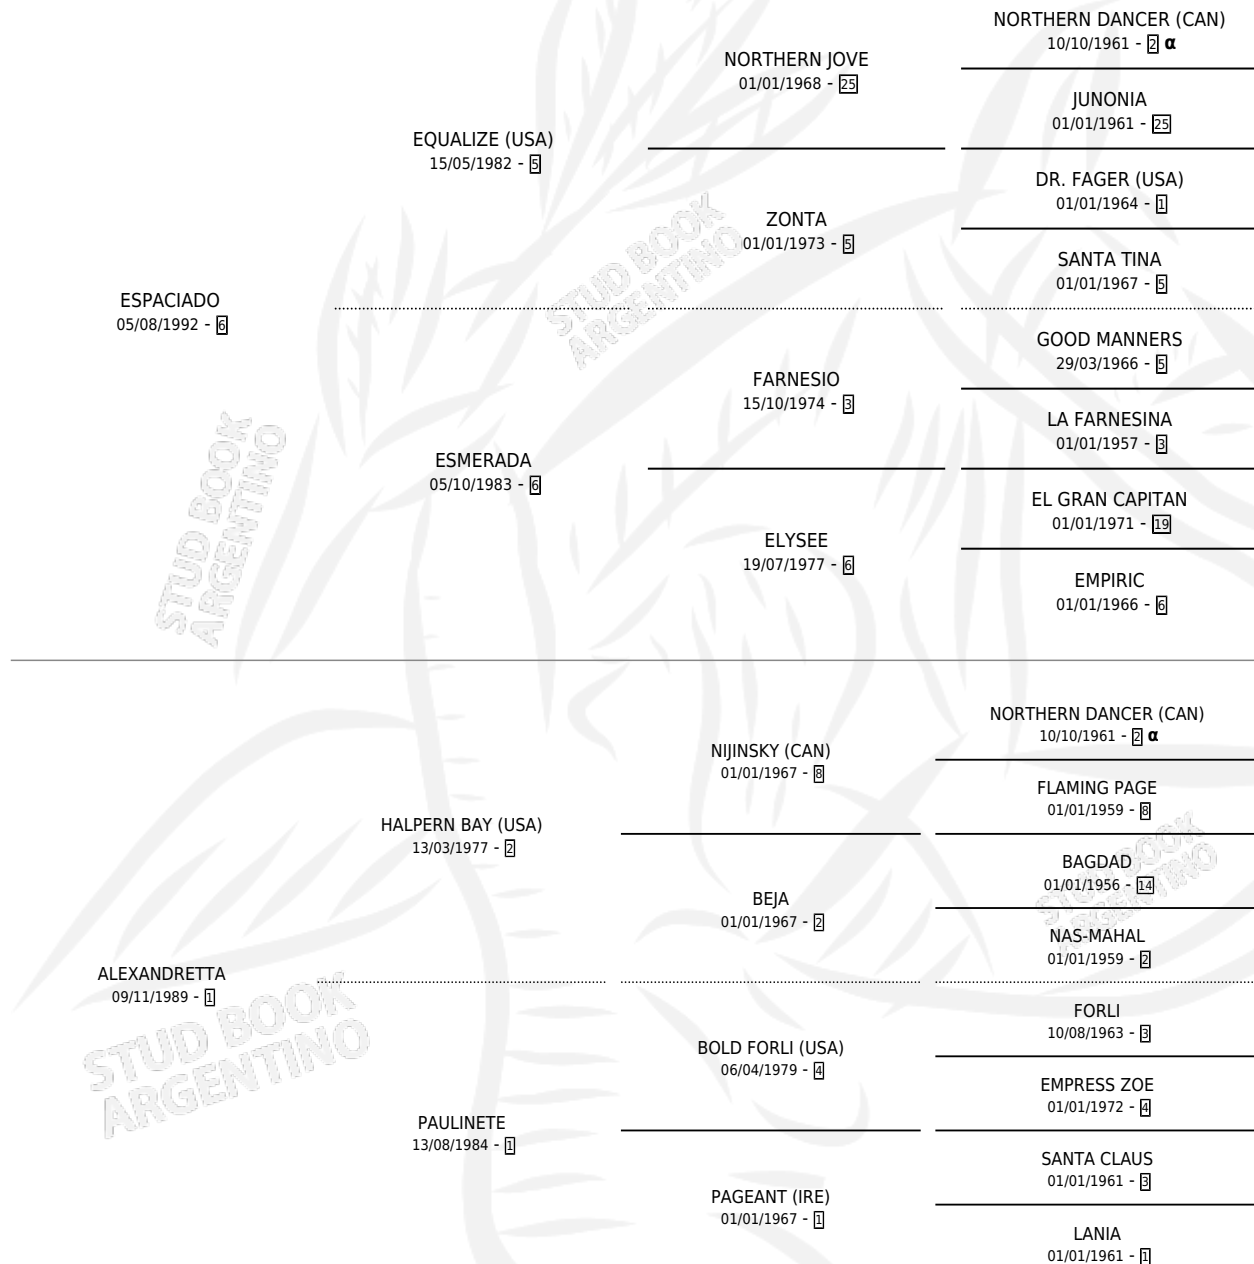 NORTHERN DANCER (CAN)
10/10/1961 - 2 α
NORTHERN JOVE
01/01/1968 - 25
JUNONIA
01/01/1961 - 25
EQUALIZE (USA)
15/05/1982 - 5
DR. FAGER (USA)
01/01/1964 - 1
ZONTA
01/01/1973 - 5
SANTA TINA
01/01/1967 - 5
ESPACIADO
05/08/1992 - 6
GOOD MANNERS
29/03/1966 - 5
FARNESIO
15/10/1974 - 3
LA FARNESINA
01/01/1957 - 3
ESMERADA
05/10/1983 - 6
EL GRAN CAPITAN
01/01/1971 - 19
ELYSEE
19/07/1977 - 6
EMPIRIC
01/01/1966 - 6
NORTHERN DANCER (CAN)
10/10/1961 - 2 α
NIJINSKY (CAN)
01/01/1967 - 8
FLAMING PAGE
01/01/1959 - 8
HALPERN BAY (USA)
13/03/1977 - 2
BAGDAD
01/01/1956 - 14
BEJA
01/01/1967 - 2
NAS-MAHAL
01/01/1959 - 2
ALEXANDRETTA
09/11/1989 - 1
FORLI
10/08/1963 - 3
BOLD FORLI (USA)
06/04/1979 - 4
EMPRESS ZOE
01/01/1972 - 4
PAULINETE
13/08/1984 - 1
SANTA CLAUS
01/01/1961 - 3
PAGEANT (IRE)
01/01/1967 - 1
LANIA
01/01/1961 - 1
STUD BOOK
ARGENTINO
STUD BOOK
ARGENTINO
STUD BOOK
ARGENTINO
STUD BOOK
ARGENTINO